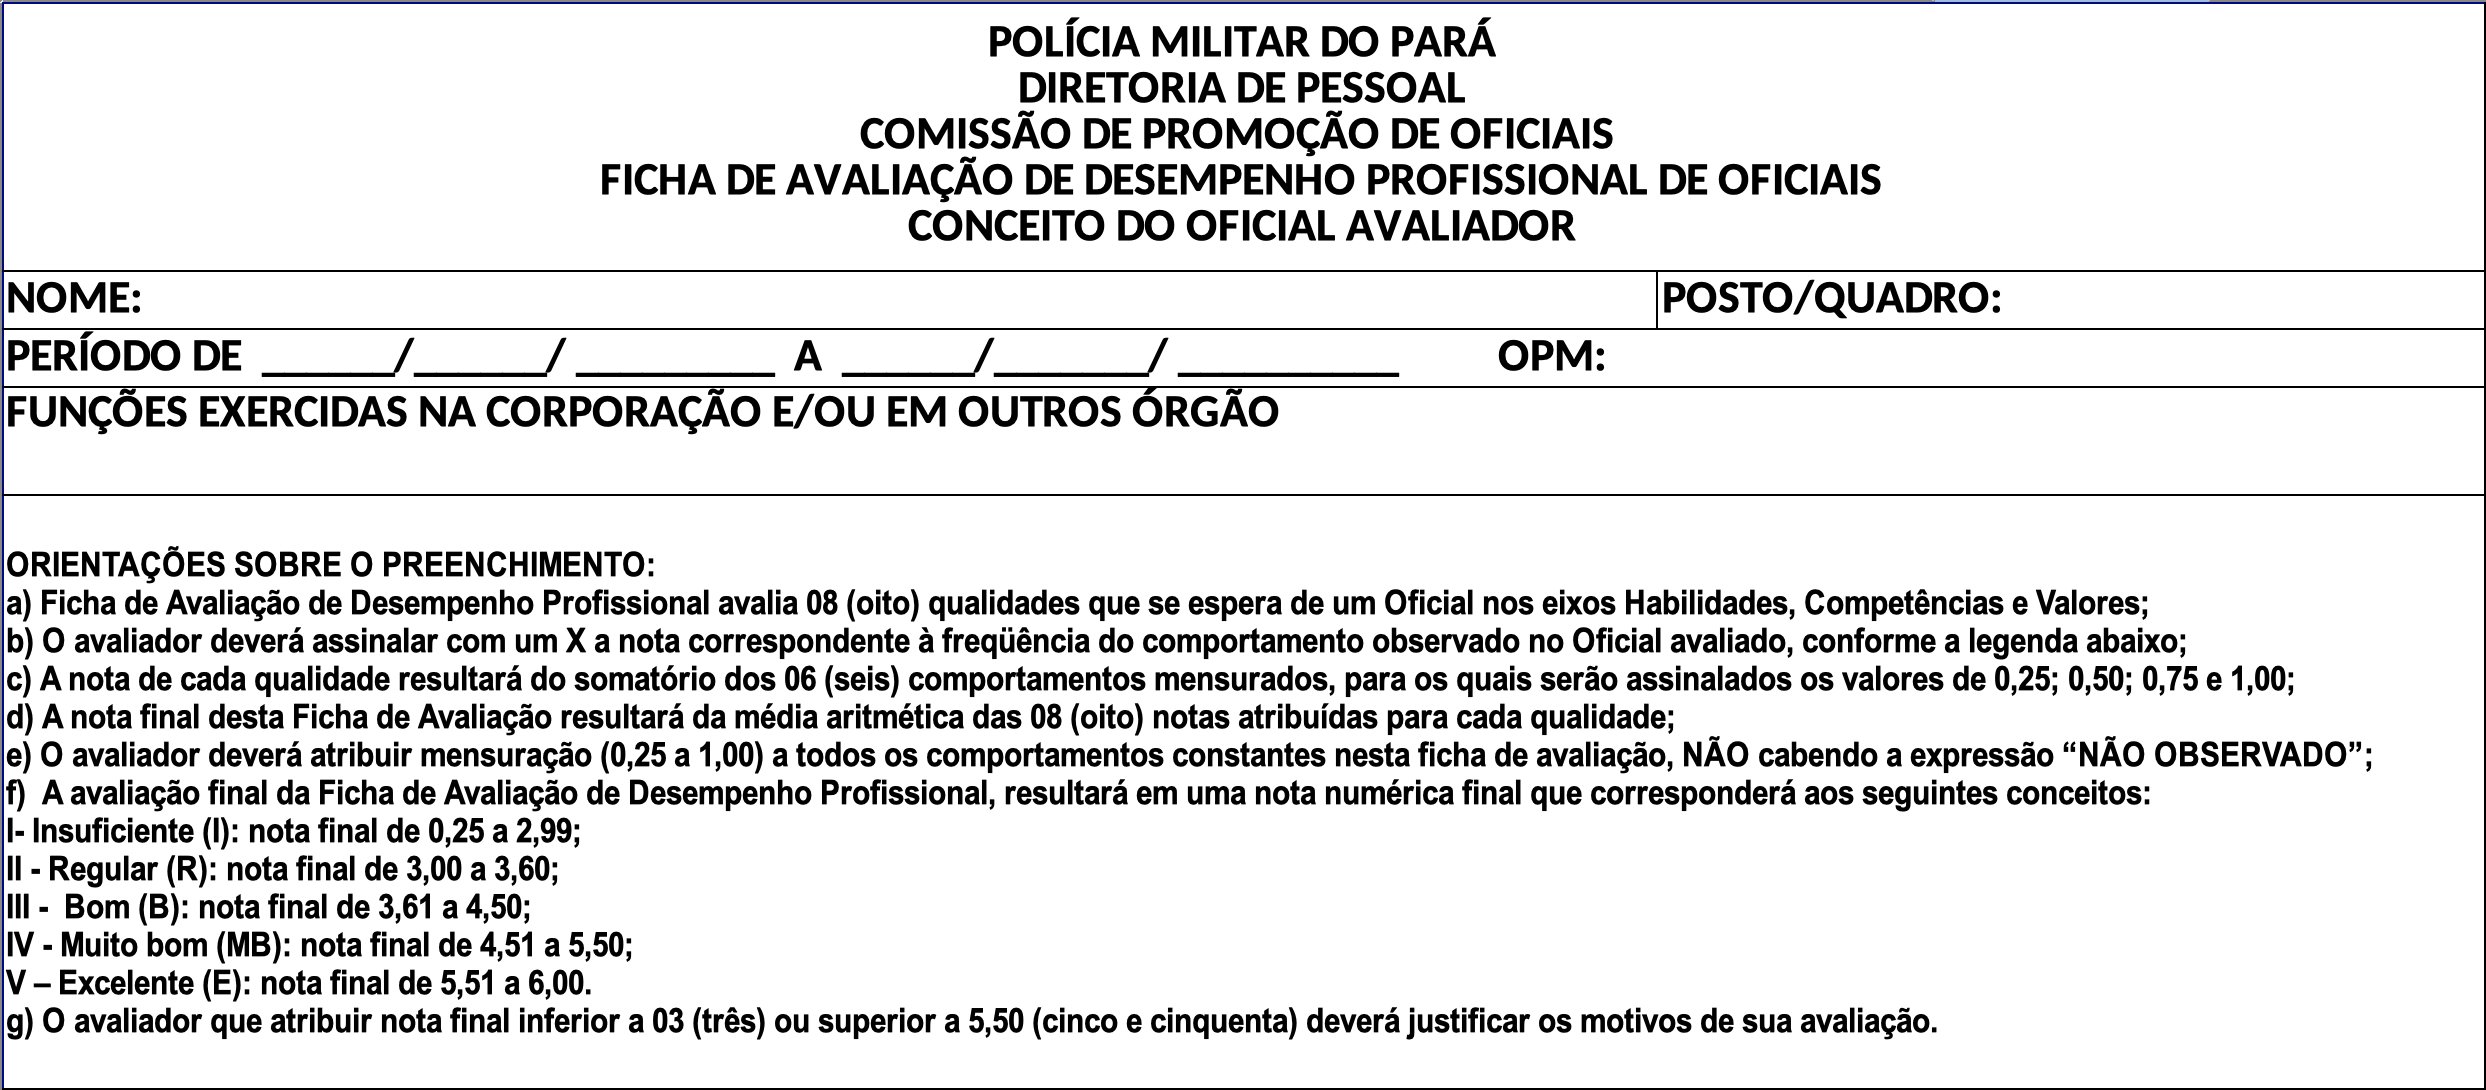 POLÍCIA MILITAR DO PARÁ
DIRETORIA DE PESSOAL
COMISSÃO DE PROMOÇÃO DE OFICIAIS
FICHA DE AVALIAÇÃO DE DESEMPENHO PROFISSIONAL DE OFICIAIS
CONCEITO DO OFICIAL AVALIADOR
NOME: POSTO/QUADRO:
PERÍODO DE ______/______/ _________ A ______/_______/ __________ OPM:
FUNÇÕES EXERCIDAS NA CORPORAÇÃO E/OU EM OUTROS ÓRGÃO
ORIENTAÇÕES SOBRE O PREENCHIMENTO:
a) Ficha de Avaliação de Desempenho Profissional avalia 08 (oito) qualidades que se espera de um Oficial nos eixos Habilidades, Competências e Valores;
b) O avaliador deverá assinalar com um X a nota correspondente à freqüência do comportamento observado no Oficial avaliado, conforme a legenda abaixo;
c) A nota de cada qualidade resultará do somatório dos 06 (seis) comportamentos mensurados, para os quais serão assinalados os valores de 0,25; 0,50; 0,75 e 1,00;
d) A nota final desta Ficha de Avaliação resultará da média aritmética das 08 (oito) notas atribuídas para cada qualidade;
e) O avaliador deverá atribuir mensuração (0,25 a 1,00) a todos os comportamentos constantes nesta ficha de avaliação, NÃO cabendo a expressão “NÃO OBSERVADO”;
f) A avaliação final da Ficha de Avaliação de Desempenho Profissional, resultará em uma nota numérica final que corresponderá aos seguintes conceitos:
I- Insuficiente (I): nota final de 0,25 a 2,99;
II - Regular (R): nota final de 3,00 a 3,60;
III - Bom (B): nota final de 3,61 a 4,50;
IV - Muito bom (MB): nota final de 4,51 a 5,50;
V – Excelente (E): nota final de 5,51 a 6,00.
g) O avaliador que atribuir nota final inferior a 03 (três) ou superior a 5,50 (cinco e cinquenta) deverá justificar os motivos de sua avaliação.